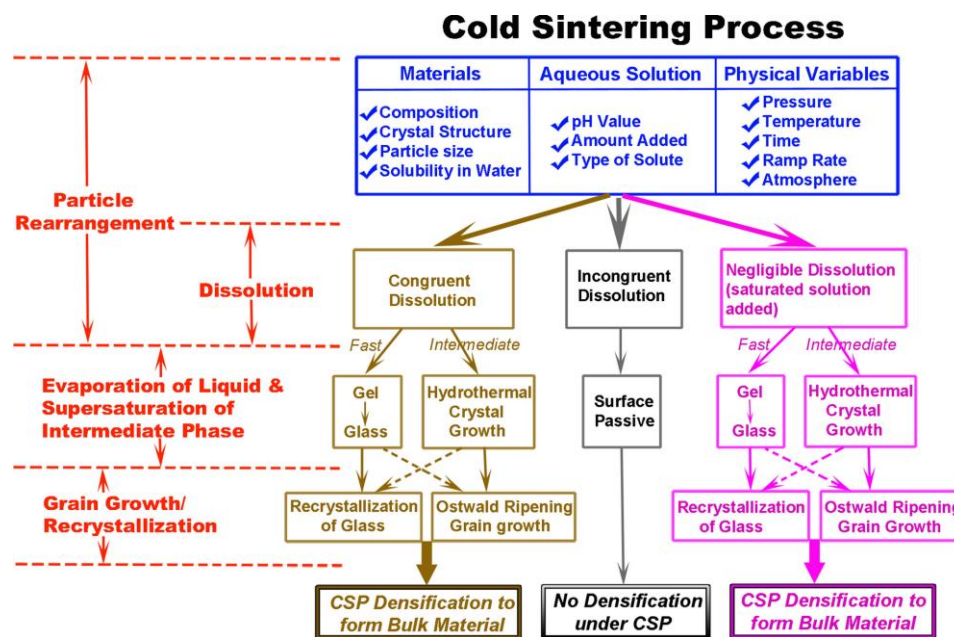 Cold Sintering Process
Materials
Composition
Crystal Structure
Particle size
Solubility in Water
Aqueous Solution
pH Value
Amount Added
Type of Solute
Physical Variables
Pressure
Temperature
Time
Ramp Rate
Atmosphere
Particle
Rearrangement
Dissolution
Congruent
Dissolution
Incongruent
Dissolution
Negligible Dissolution
(saturated solution
added)
Fast
Intermediate
Fast
Intermediate
Evaporation of Liquid &
Supersaturation of
Intermediate Phase
Gel
Glass
Hydrothermal
Crystal
Growth
Surface
Passive
Gel
Glass
Hydrothermal
Crystal
Growth
Grain Growth/
Recrystallization
Recrystallization
of Glass
Ostwald Ripening
Grain growth
Recrystallization
of Glass
Ostwald Ripening
Grain Growth
CSP Densification to
form Bulk Material
No Densification
under CSP
CSP Densification to
form Bulk Material